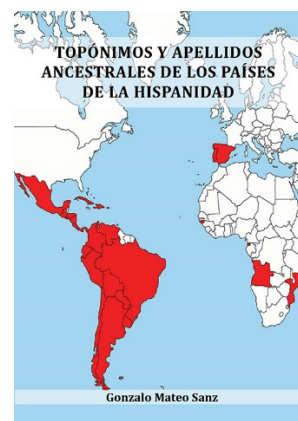 TOPÓNIMOS Y APELLIDOS
ANCESTRALES DE LOS PAÍSES
DE LA HISPANIDAD
Gonzalo Mateo Sanz